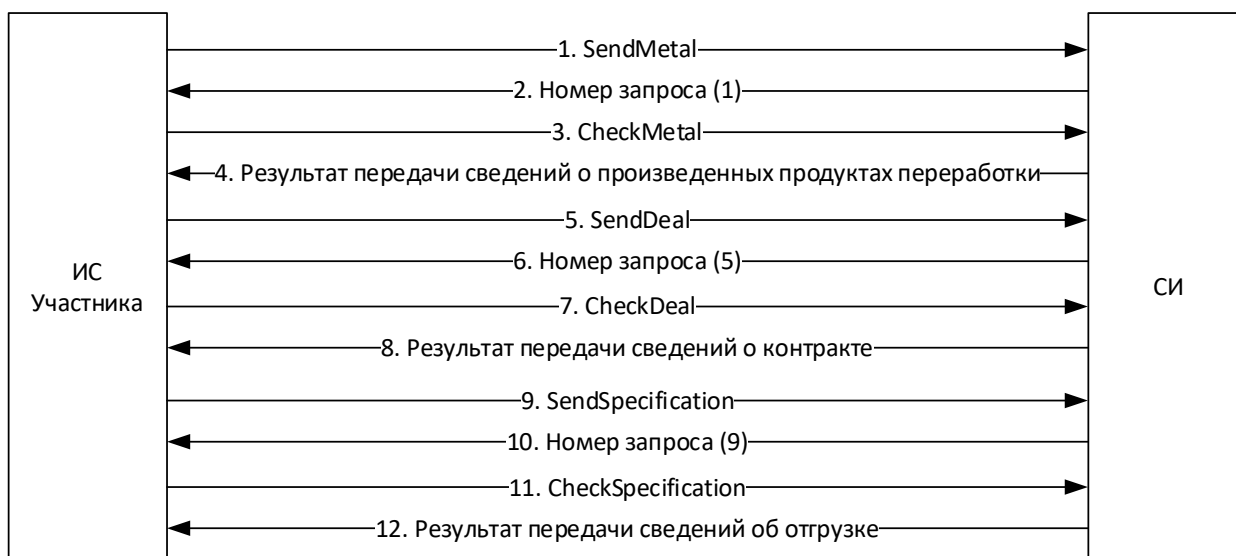 1. SendMetal
2. Номер запроса (1)
3. CheckMetal
4. Результат передачи сведений о произведенных продуктах переработки
5. SendDeal
6. Номер запроса (5)
ИС
Участника
СИ
7. CheckDeal
8. Результат передачи сведений о контракте
9. SendSpecification
10. Номер запроса (9)
11. CheckSpecification
12. Результат передачи сведений об отгрузке